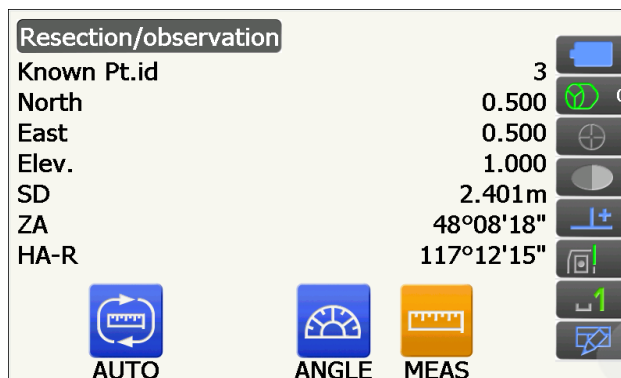 Resection/observation
Known Pt.id 3
North 0.500
East 0.500
Elev. 1.000
SD 2.401m
ZA 48°08'18"
HA-R 117°12'15"
1
AUTO ANGLE MEAS